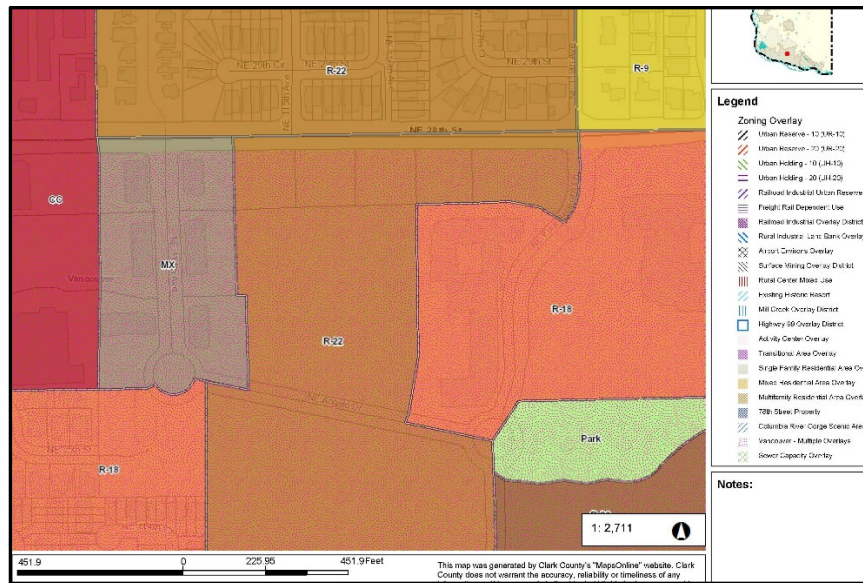 NE 29th Cir
R-22
NE 29th St
R-9
NE 28th St
CC
Vancouver
MX
R-18
R-22
Park
R-18
1: 2,711
451.9
0
225.95
451.9 Feet
This map was generated by Clark County's "MapsOnline" website. Clark
County does not warrant the accuracy, reliability or timeliness of any
Legend
Zoning Overlay
Urban Reserve - 10 (UR-10)
Urban Reserve - 20 (UR-20)
Urban Holding - 10 (UH-10)
Urban Holding - 20 (UH-20)
Railroad Industrial Urban Reserve
Freight Rail Dependent Use
Railroad Industrial Overlay District
Rural Industrial Land Bank Overlay
Airport Environs Overlay
Surface Mining Overlay District
Rural Center Mixed Use
Existing Historic Resort
Mill Creek Overlay District
Highway 99 Overlay District
Activity Center Overlay
Transitional Area Overlay
Single Family Residential Area Ov
Mixed Residential Area Overlay
Multifamily Residential Area Overla
78th Street Property
Columbia River Gorge Scenic Area
Vancouver - Multiple Overlays
Sewer Capacity Overlay
Notes: